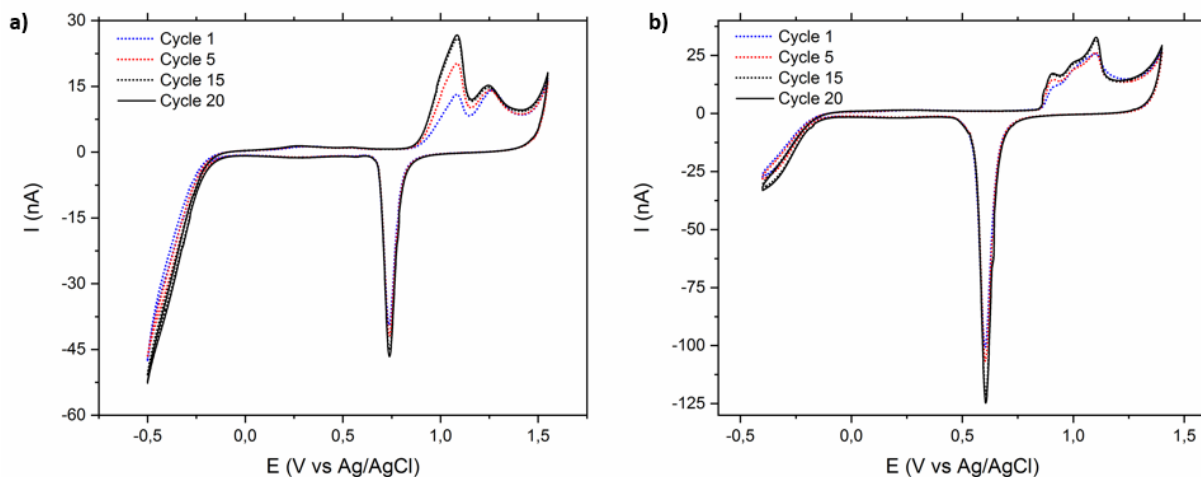 a)
Cycle 1
Cycle 5
Cycle 15
Cycle 20
30
15
0
-15
-30
-45
-60
I (nA)
-0,5
0,0
0,5
1,0
1,5
E (V vs Ag/AgCl)
b)
Cycle 1
Cycle 5
Cycle 15
Cycle 20
25
0
-25
-50
-75
-100
-125
I (nA)
-0,5
0,0
0,5
1,0
E (V vs Ag/AgCl)